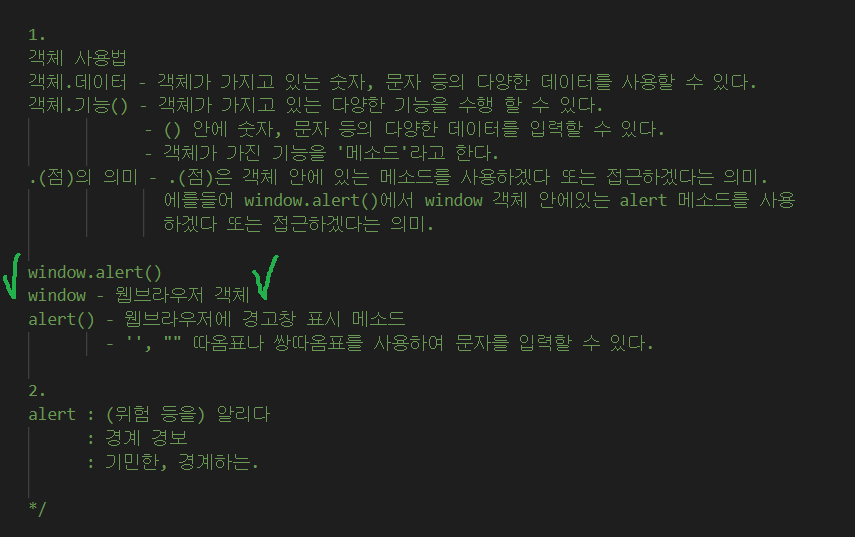 1.
객체 사용법
객체.데이터 - 객체가 가지고 있는 숫자, 문자 등의 다양한 데이터를 사용할 수 있다.
객체.기능() - 객체가 가지고 있는 다양한 기능을 수행 할 수 있다.
- () 안에 숫자, 문자 등의 다양한 데이터를 입력할 수 있다.
- 객체가 가진 기능을 '메소드'라고 한다.
.(점)의 의미 - .(점)은 객체 안에 있는 메소드를 사용하겠다 또는 접근하겠다는 의미.
에를들어 window.alert()에서 window 객체 안에있는 alert 메소드를 사용
하겠다 또는 접근하겠다는 의미.
window.alert()
window - 웹브라우저 객체
alert() - 웹브라우저에 경고창 표시 메소드
- '', "" 따옴표나 쌍따옴표를 사용하여 문자를 입력할 수 있다.
2.
alert : (위험 등을) 알리다
: 경계 경보
: 기민한, 경계하는.
*/